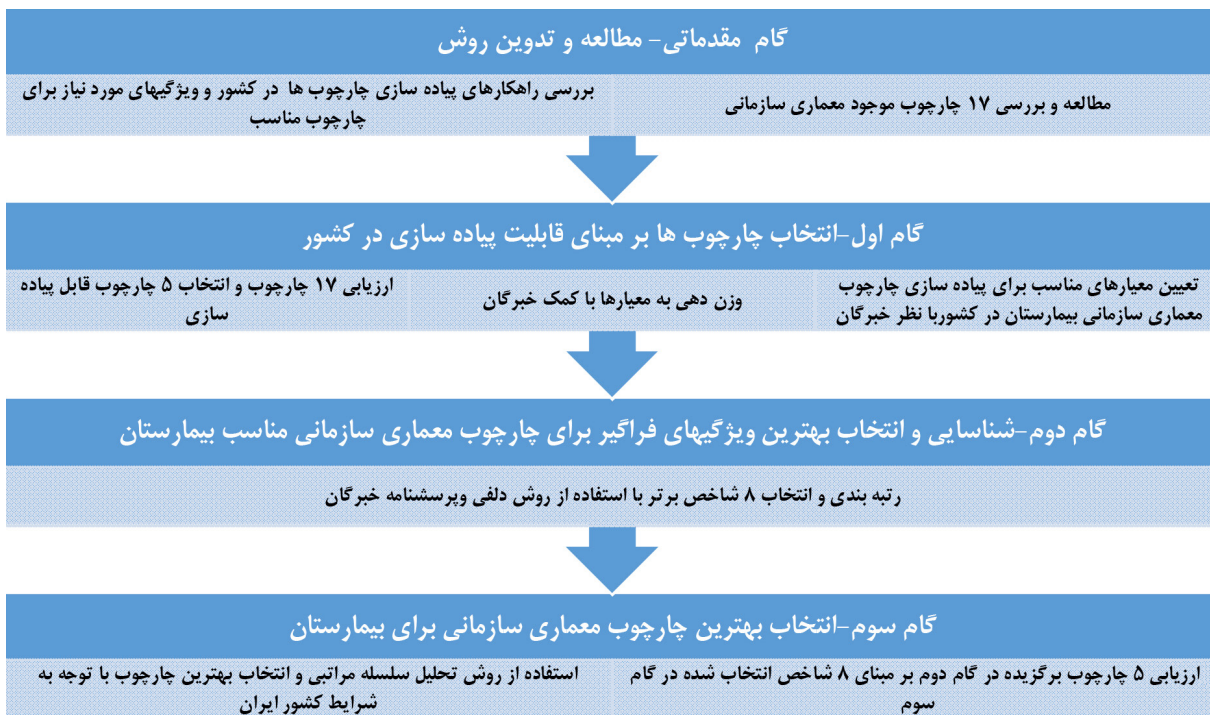 گام مقدماتی- مطالعه و تدوین روش
مطالعه و بررسی ۱۷ چارچوب موجود معماری سازمانی
بررسی راهکارهای پیاده سازی چارچوب ها در کشور و ویژگیهای مورد نیاز برای
چارچوب مناسب
گام اول-انتخاب چارچوب ها بر مبنای قابلیت پیاده سازی در کشور
تعیین معیارهای مناسب برای پیاده سازی چارچوب
معماری سازمانی بیمارستان در کشوربا نظر خبرگان
وزن دهی به معیارها با کمک خبرگان
ارزیابی ۱۷ چارچوب و انتخاب ۵ چارچوب قابل پیاده
سازی
گام دوم-شناسایی و انتخاب بهترین ویژگیهای فراگیر برای چارچوب معماری سازمانی مناسب بیمارستان
رتبه بندی و انتخاب ۸ شاخص برتر با استفاده از روش دلفی وپرسشنامه خبرگان
گام سوم-انتخاب بهترین چارچوب معماری سازمانی برای بیمارستان
ارزیابی ۵ چارچوب برگزیده در گام دوم بر مبنای ۸ شاخص انتخاب شده در گام
سوم
استفاده از روش تحلیل سلسله مراتبی و انتخاب بهترین چارچوب با توجه به
شرایط کشور ایران